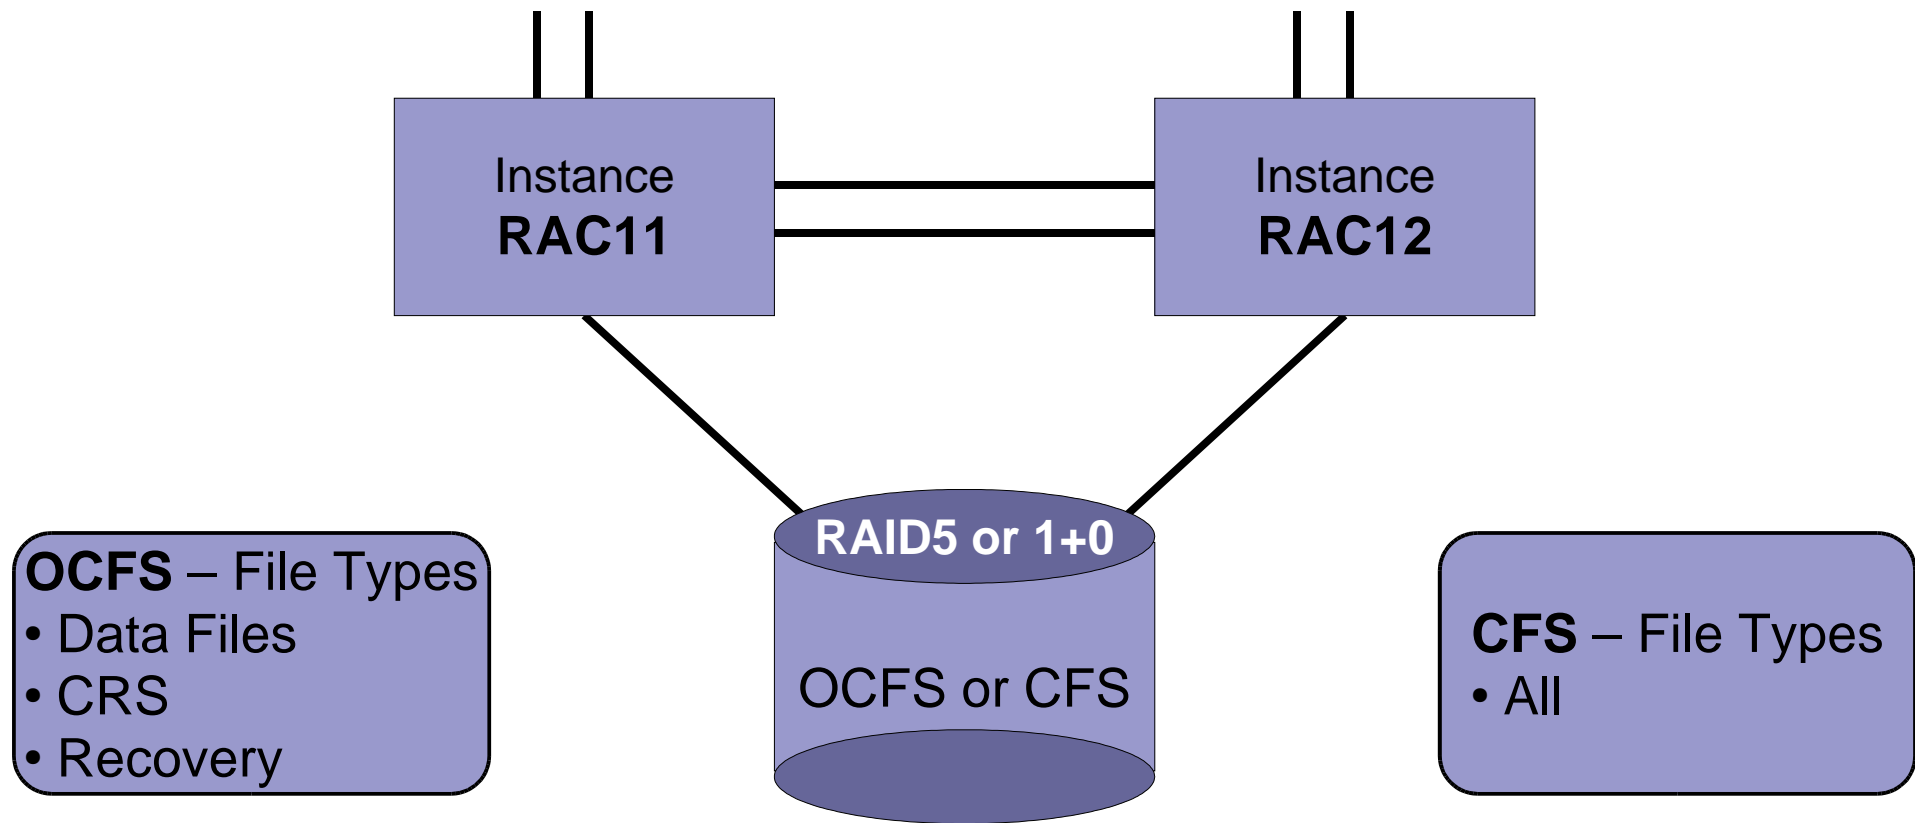 Instance
RAC11
Instance
RAC12
RAID5 or 1+0
OCFS or CFS
OCFS – File Types
• Data Files
• CRS
• Recovery
CFS – File Types
• All